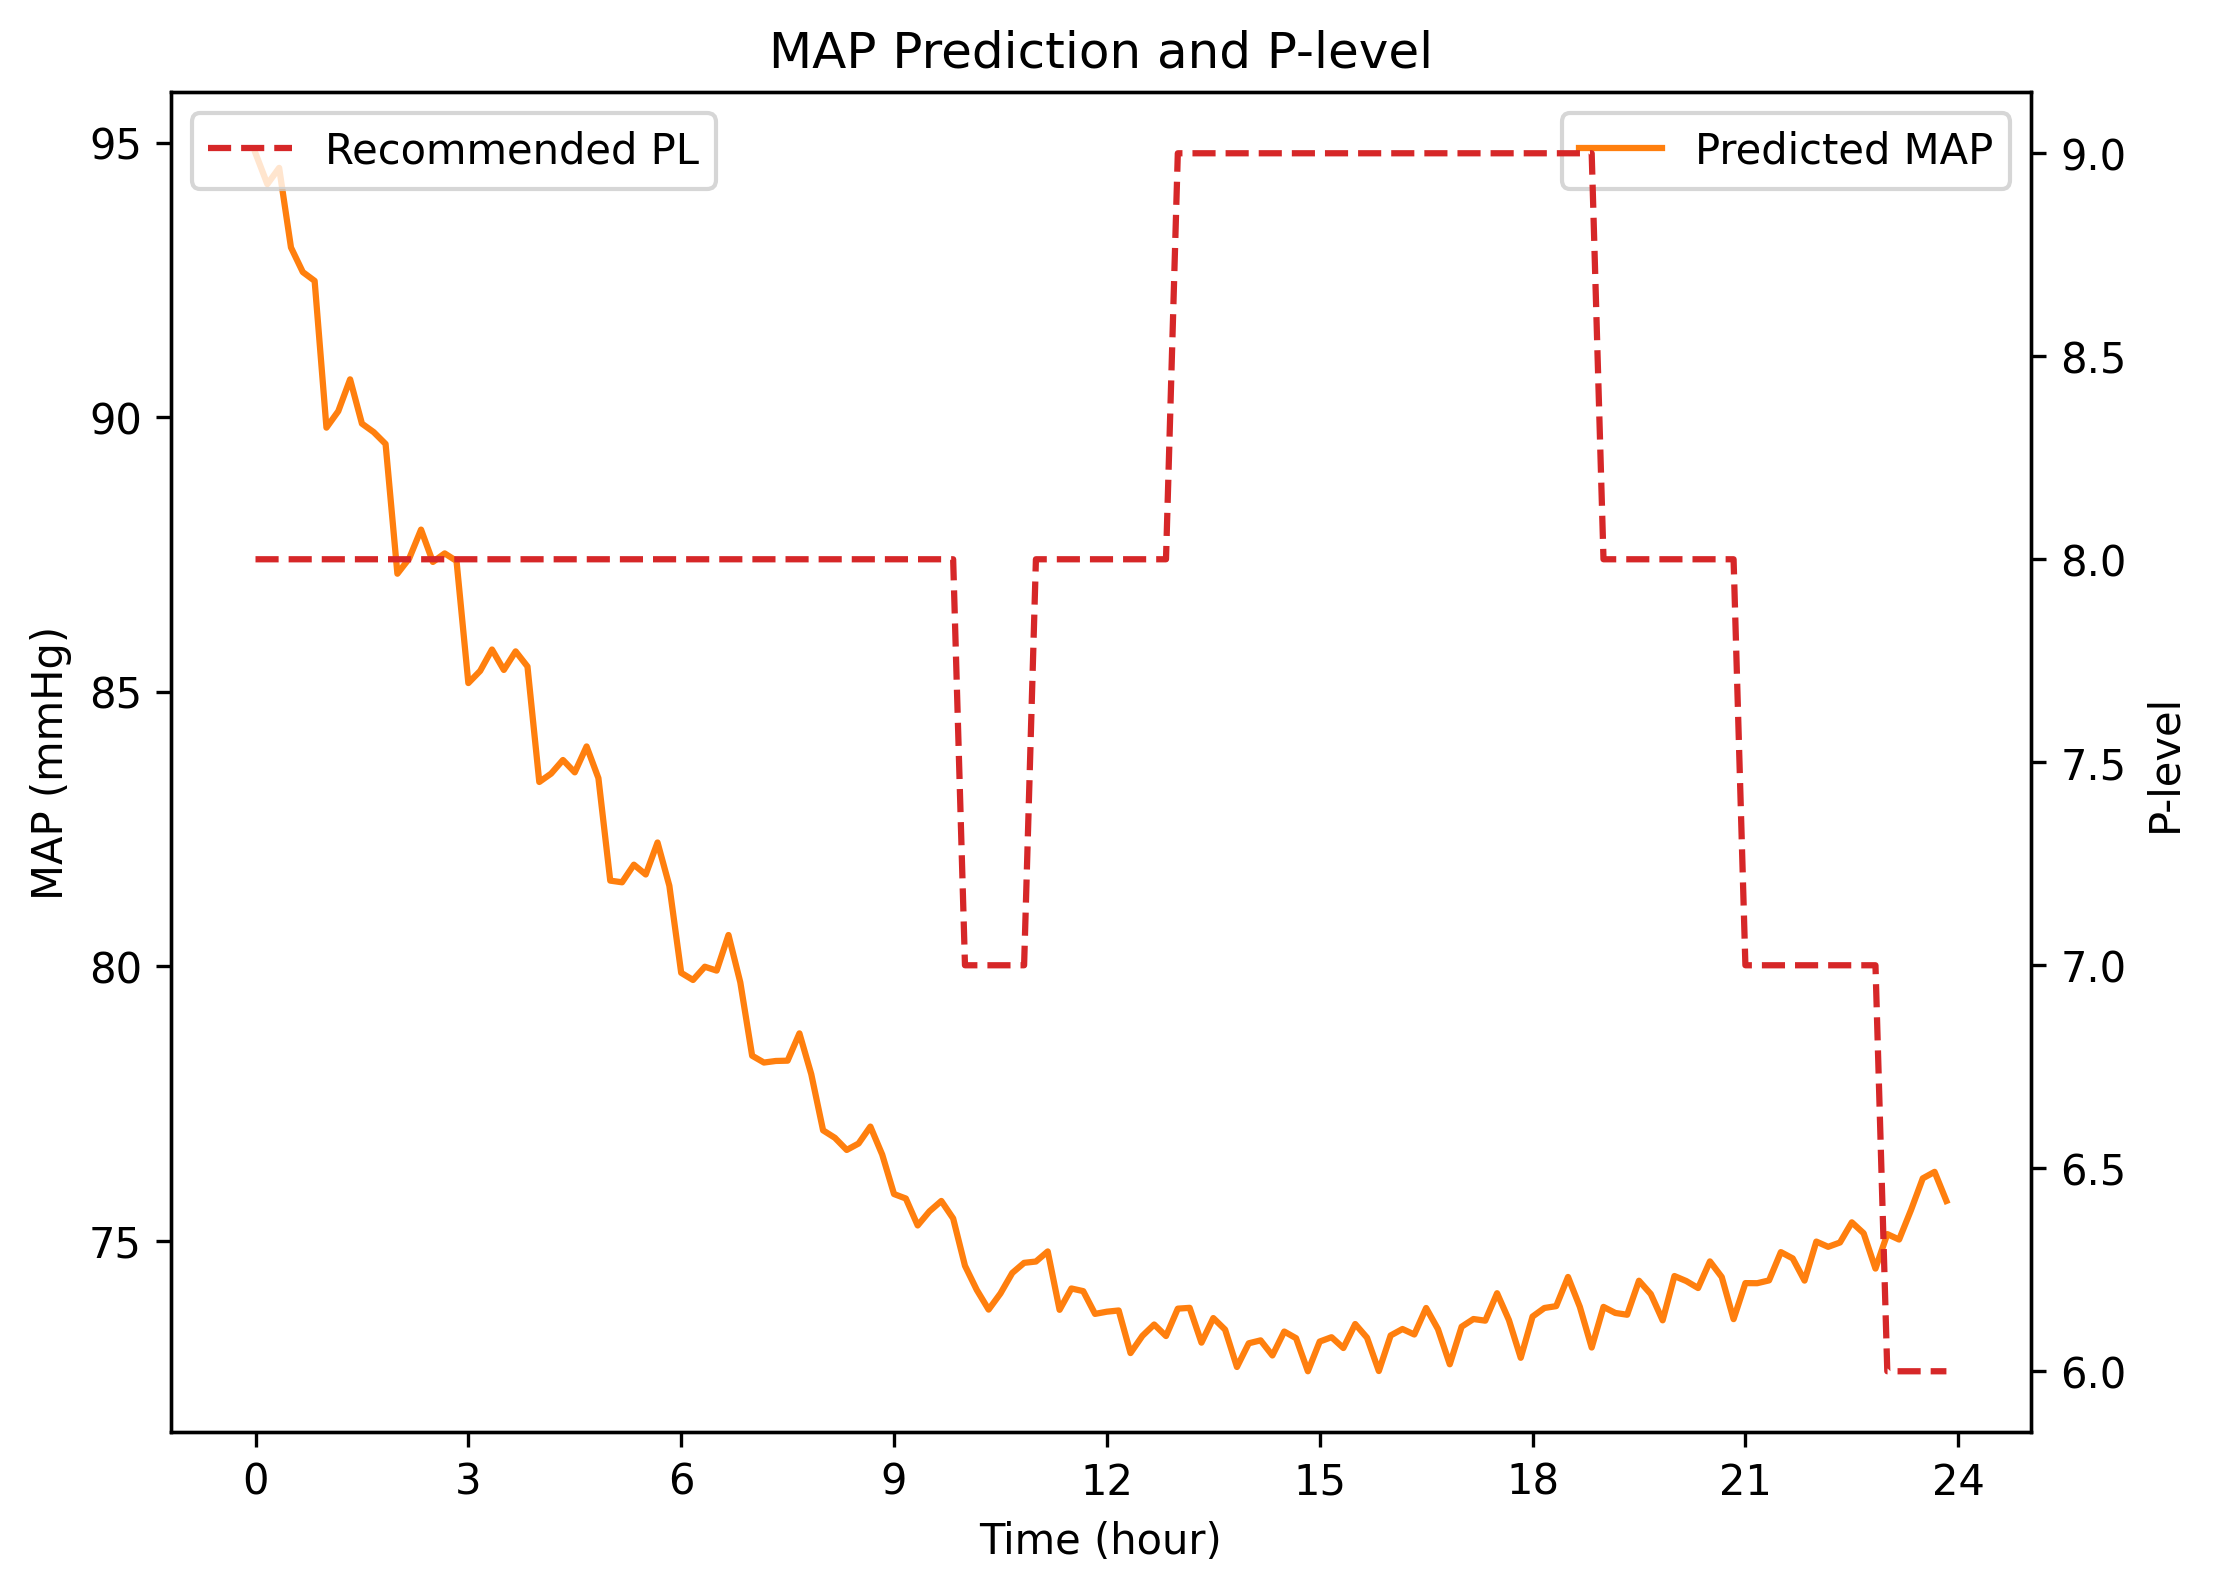 MAP Prediction and P-level
Recommended PL
Predicted MAP
95
90
85
80
75
MAP (mmHg)
9.0
8.5
8.0
7.5
7.0
6.5
6.0
P-level
0 3 6 9 12 15 18 21 24
Time (hour)